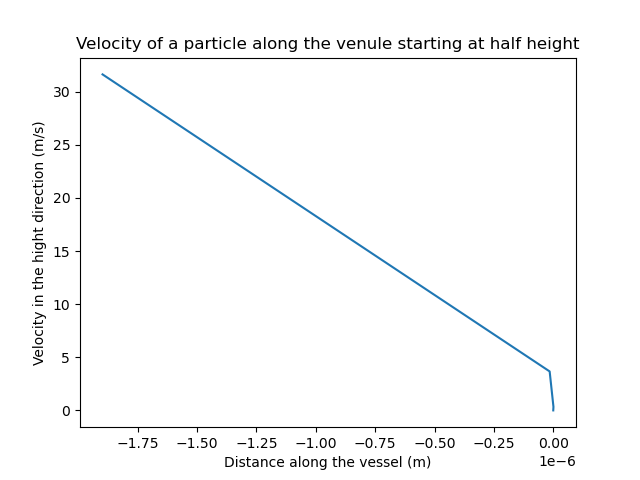 Velocity of a particle along the venule starting at half height
Velocity in the hight direction (m/s)
30
25
20
15
10
5
0
−1.75 −1.50 −1.25 −1.00 −0.75 −0.50 −0.25 0.00
1e−6
Distance along the vessel (m)